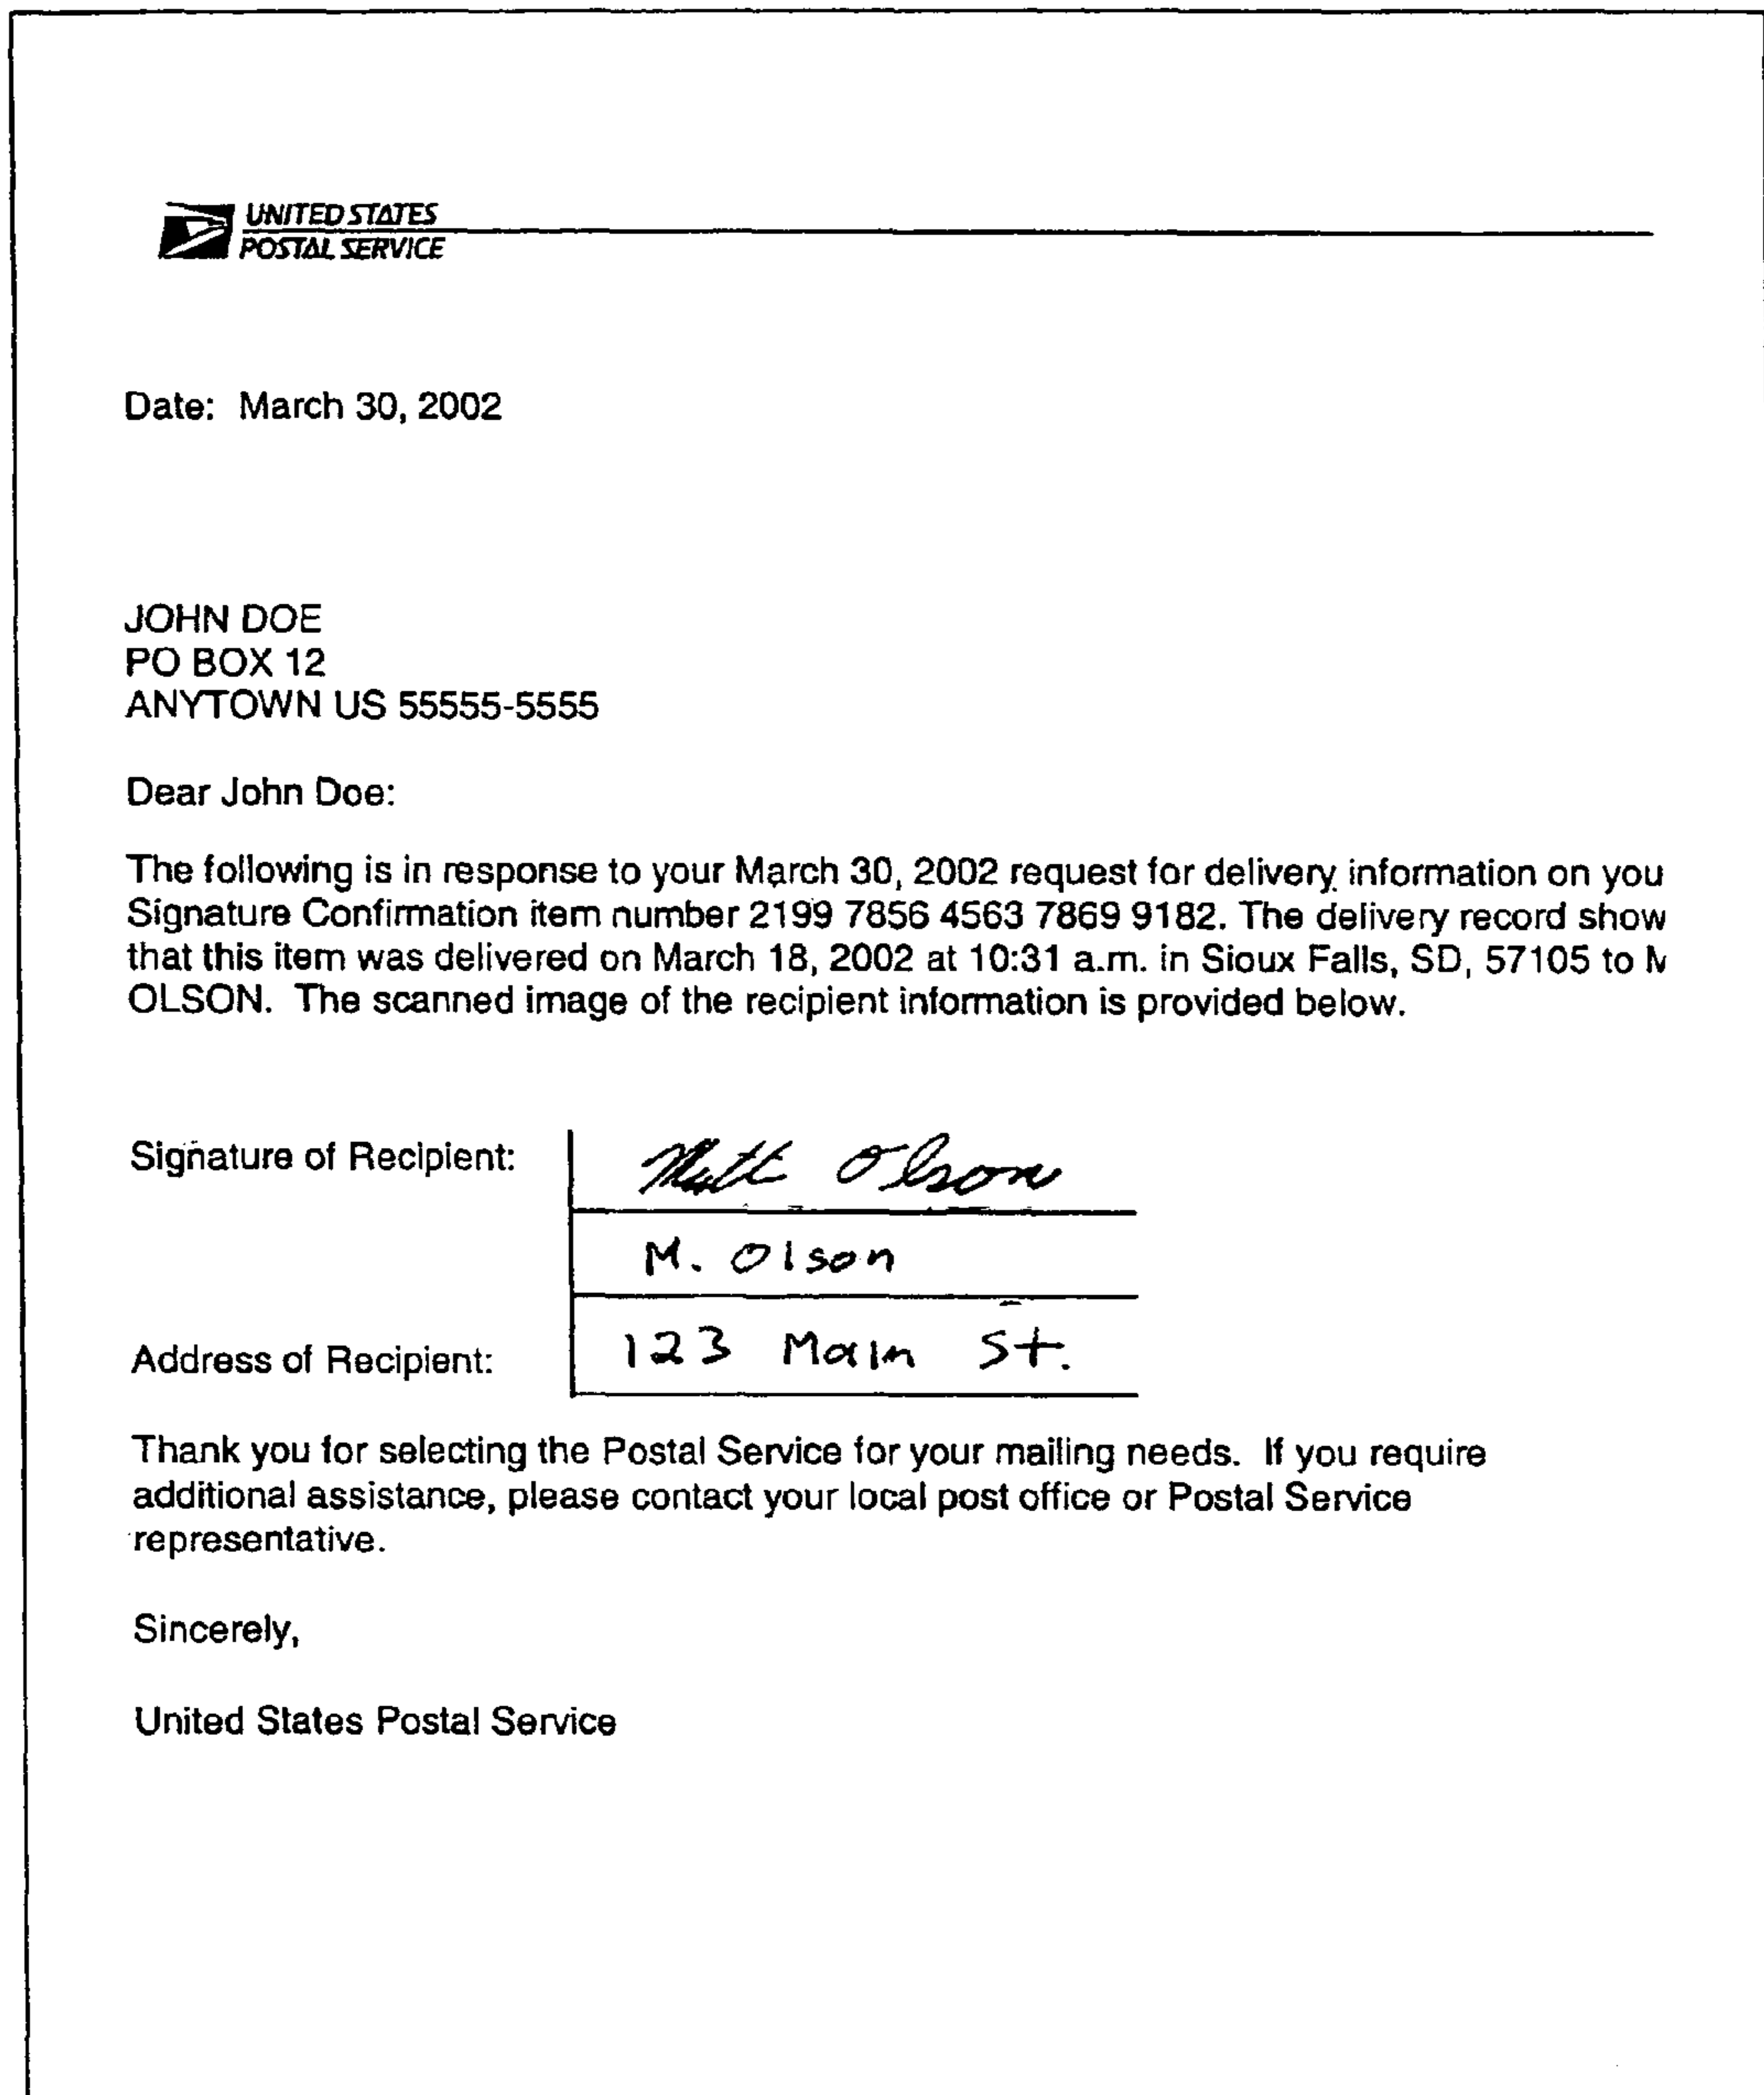 UNITED STATES
POSTAL SERVICE
Date: March 30, 2002
JOHN DOE
PO BOX 12
ANYTOWN US 55555-5555
Dear John Doe:
The following is in response to your March 30, 2002 request for delivery information on you
Signature Confirmation item number 2199 7856 4563 7869 9182. The delivery record show
that this item was delivered on March 18, 2002 at 10:31 a.m. in Sioux Falls, SD, 57105 to
OLSON. The scanned image of the recipient information is provided below.
Signature of Recipient: Matt Olson
M. Olson
Address of Recipient: 123 Main St.
Thank you for selecting the Postal Service for your mailing needs. If you require
additional assistance, please contact your local post office or Postal Service
representative.
Sincerely,
United States Postal Service